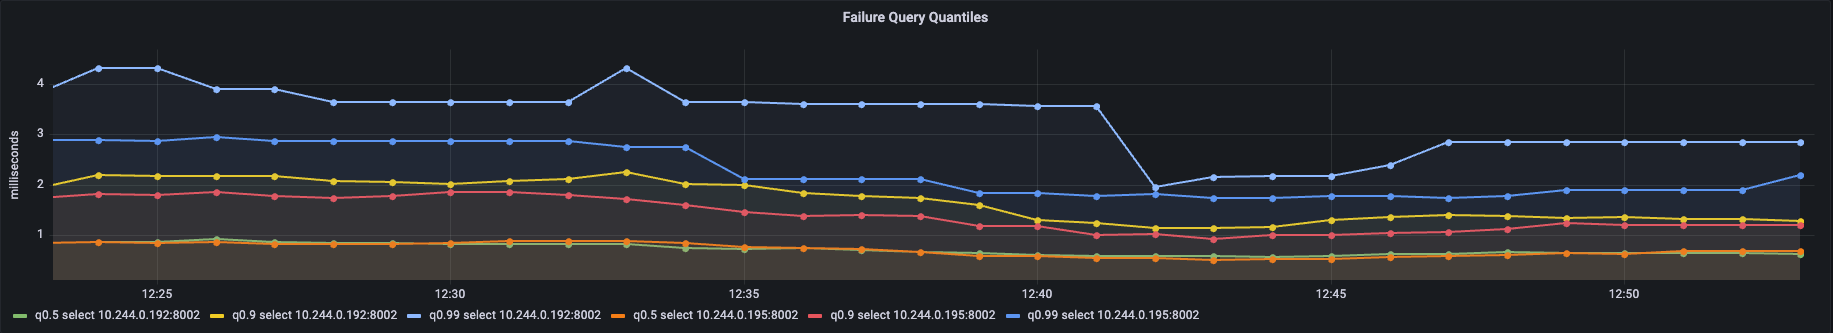 Failure Query Quantiles
milliseconds
4
3
2
1
12:25 12:30 12:35 12:40 12:45 12:50
q0.5 select 10.244.0.192:8002 q0.9 select 10.244.0.192:8002 q0.99 select 10.244.0.192:8002 q0.5 select 10.244.0.195:8002 q0.9 select 10.244.0.195:8002 q0.99 select 10.244.0.195:8002